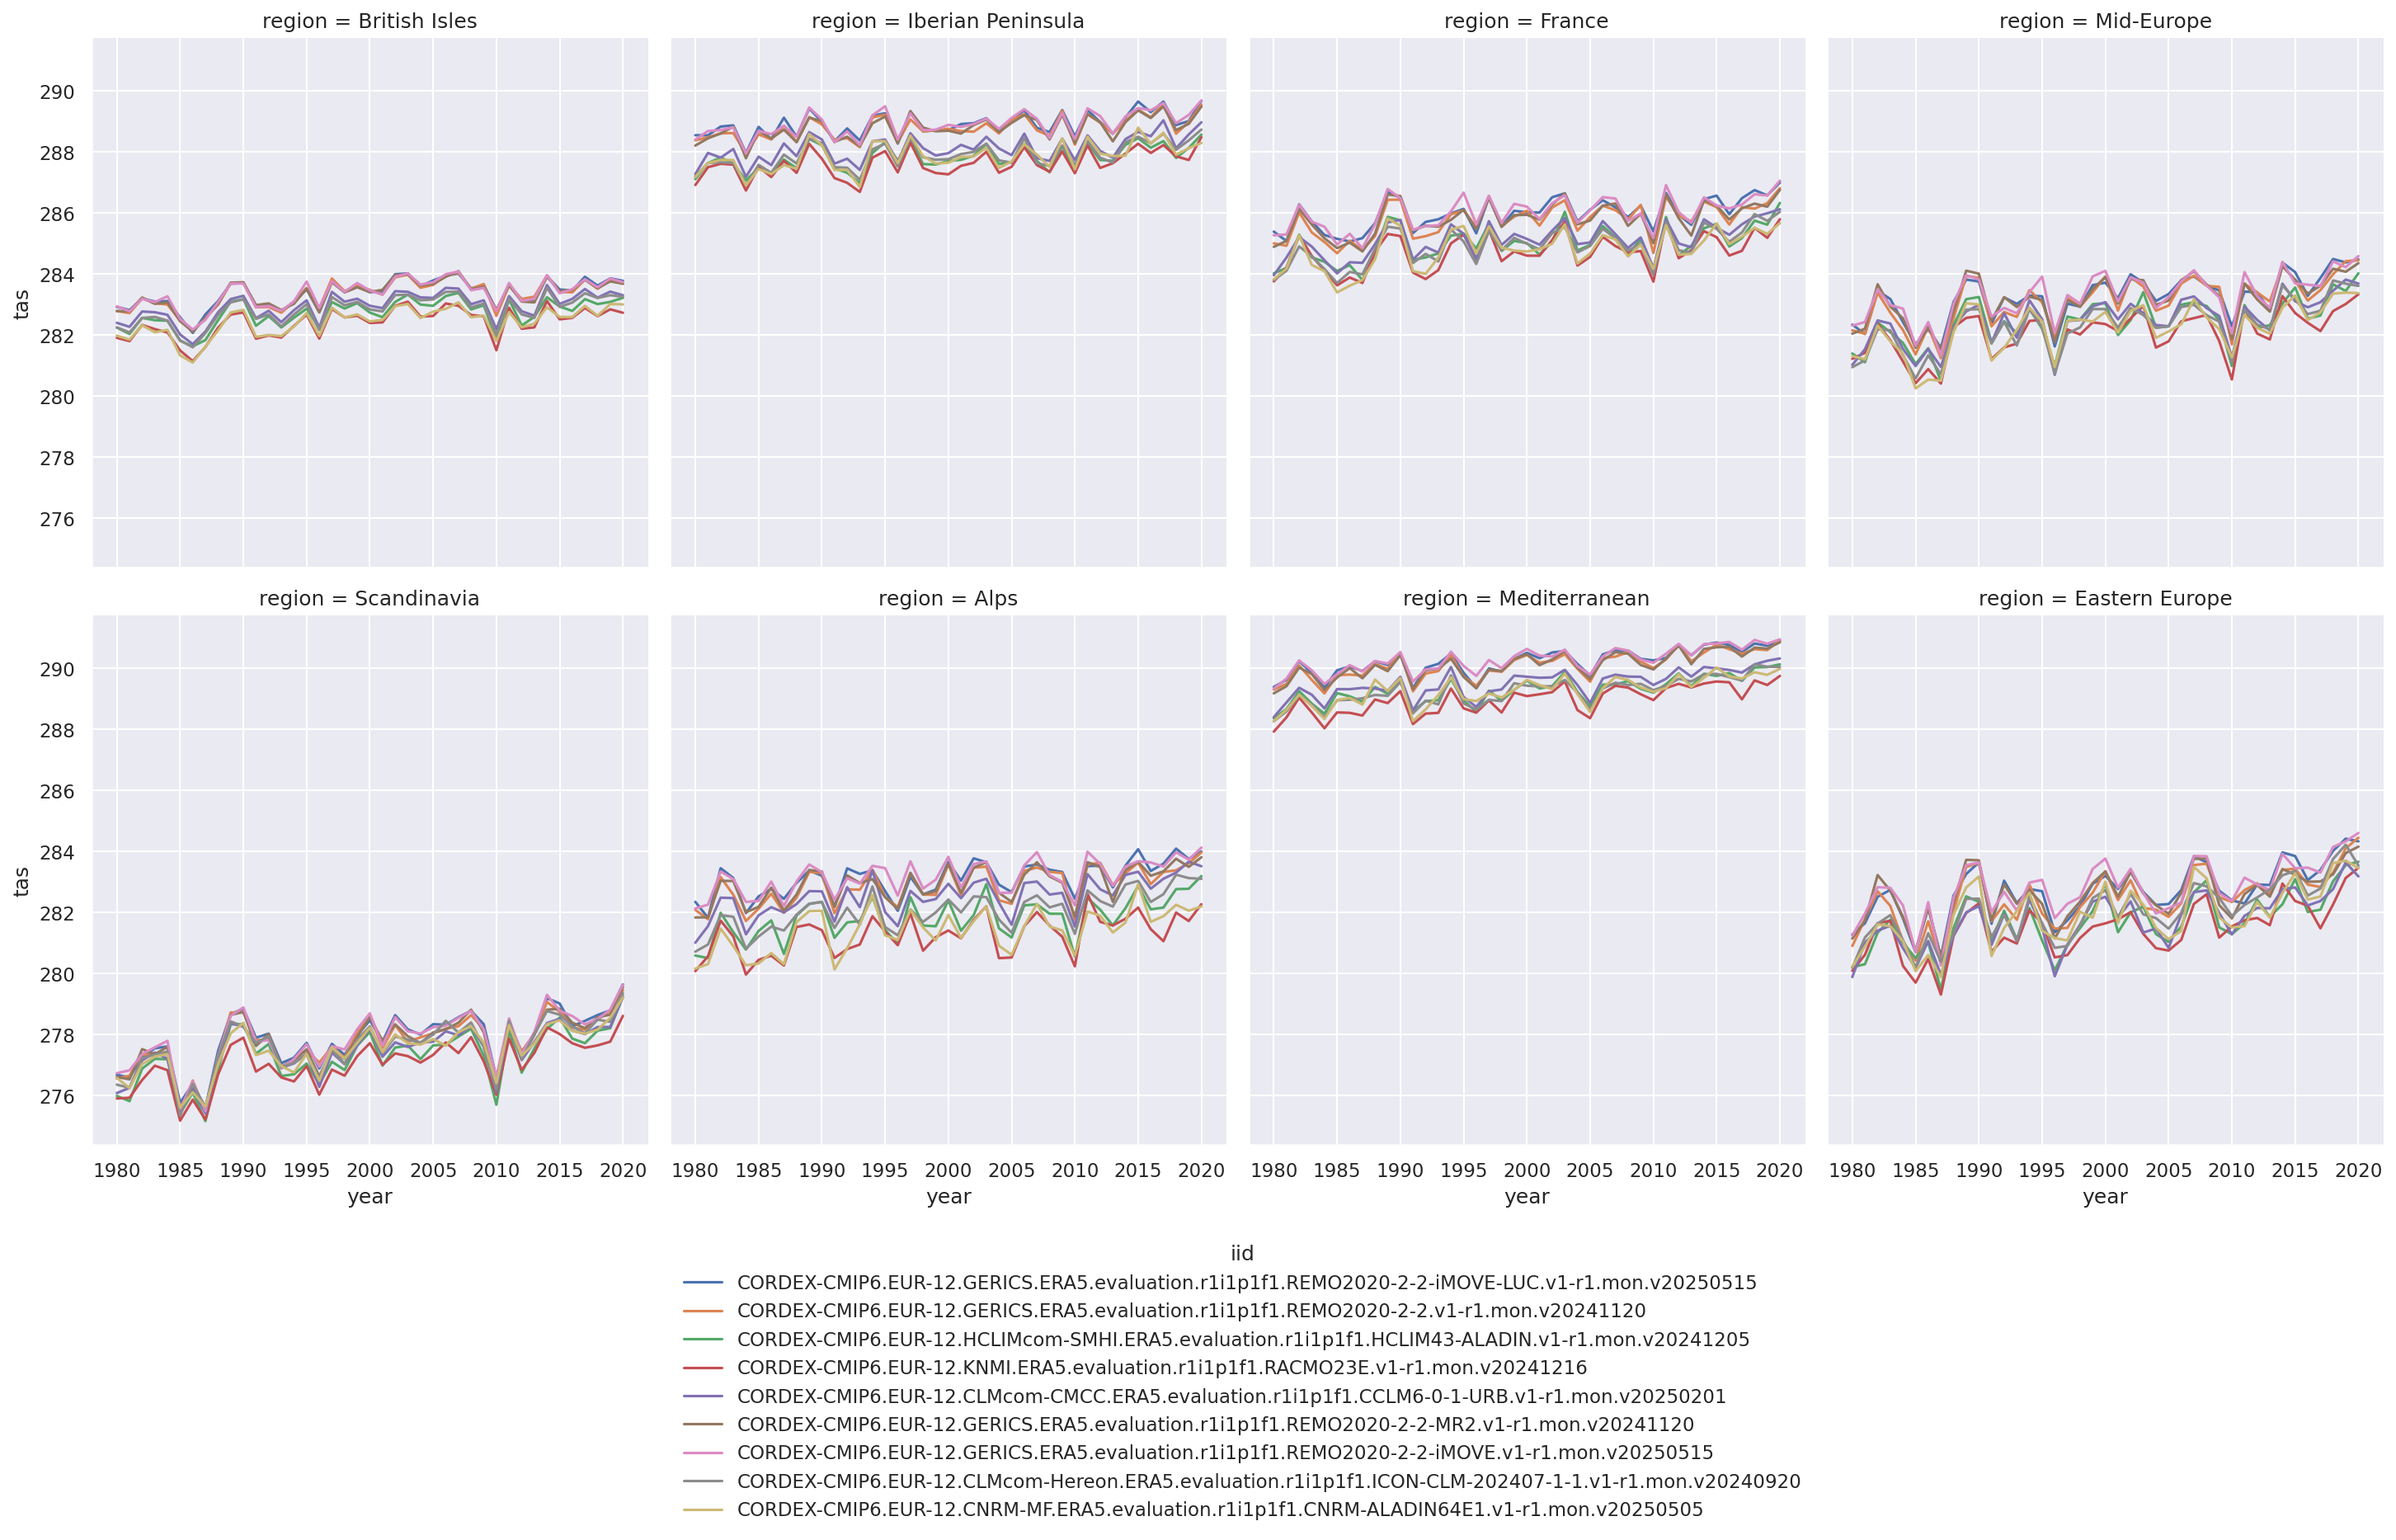 region = British Isles
region = Iberian Peninsula
region = France
region = Mid-Europe
290
288
286
284
282
280
278
276
tas
region = Scandinavia
region = Alps
region = Mediterranean
region = Eastern Europe
290
288
286
284
282
280
278
276
tas
1980 1985 1990 1995 2000 2005 2010 2015 2020
1980 1985 1990 1995 2000 2005 2010 2015 2020
1980 1985 1990 1995 2000 2005 2010 2015 2020
1980 1985 1990 1995 2000 2005 2010 2015 2020
year
year
year
year
iid
CORDEX-CMIP6.EUR-12.GERICS.ERA5.evaluation.r1i1p1f1.REMO2020-2-2-iMOVE-LUC.v1-r1.mon.v20250515
CORDEX-CMIP6.EUR-12.GERICS.ERA5.evaluation.r1i1p1f1.REMO2020-2-2.v1-r1.mon.v20241120
CORDEX-CMIP6.EUR-12.HCLIMcom-SMHI.ERA5.evaluation.r1i1p1f1.HCLIM43-ALADIN.v1-r1.mon.v20241205
CORDEX-CMIP6.EUR-12.KNMI.ERA5.evaluation.r1i1p1f1.RACMO23E.v1-r1.mon.v20241216
CORDEX-CMIP6.EUR-12.CLMcom-CMCC.ERA5.evaluation.r1i1p1f1.CCLM6-0-1-URB.v1-r1.mon.v20250201
CORDEX-CMIP6.EUR-12.GERICS.ERA5.evaluation.r1i1p1f1.REMO2020-2-2-MR2.v1-r1.mon.v20241120
CORDEX-CMIP6.EUR-12.GERICS.ERA5.evaluation.r1i1p1f1.REMO2020-2-2-iMOVE.v1-r1.mon.v20250515
CORDEX-CMIP6.EUR-12.CLMcom-Hereon.ERA5.evaluation.r1i1p1f1.ICON-CLM-202407-1-1.v1-r1.mon.v20240920
CORDEX-CMIP6.EUR-12.CNRM-MF.ERA5.evaluation.r1i1p1f1.CNRM-ALADIN64E1.v1-r1.mon.v20250505